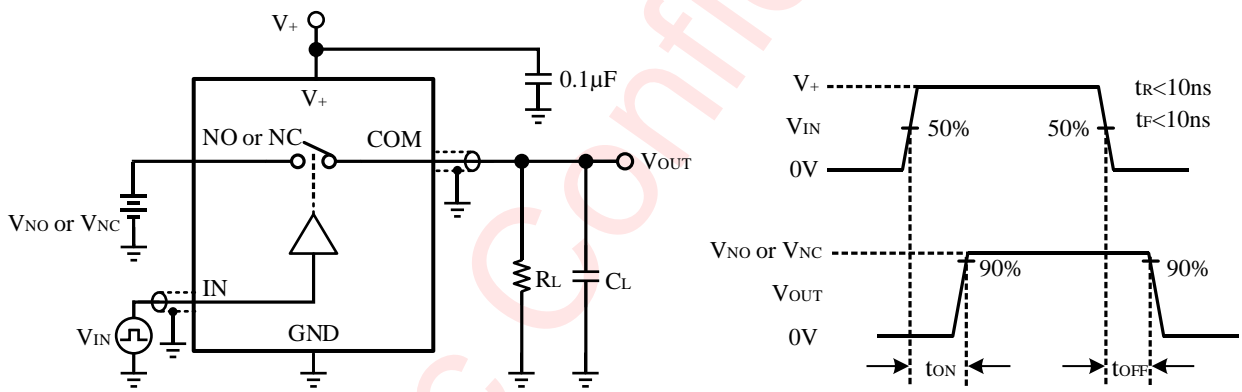 V+
0.1µF
V+
NO or NC
COM
VOUT
VNO or VNC
IN
RL
CL
VIN
GND
V+
tR<10ns
VIN
50%
50%
tF<10ns
0V
VNO or VNC
90%
90%
VOUT
0V
tON
tOFF